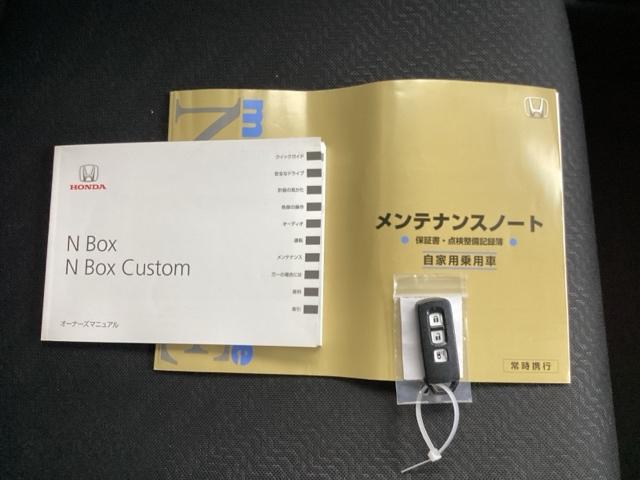 HONDA
N Box
N Box Custom
オーナーズマニュアル
クイックガイド
安全なドライブ
計器の見かた
各部の操作
オーディオ
運転
メンテナンス
万一の場合には
資料
索引
メンテナンスノート
保証書・点検整備記録簿
自家用乗用車
常時携行